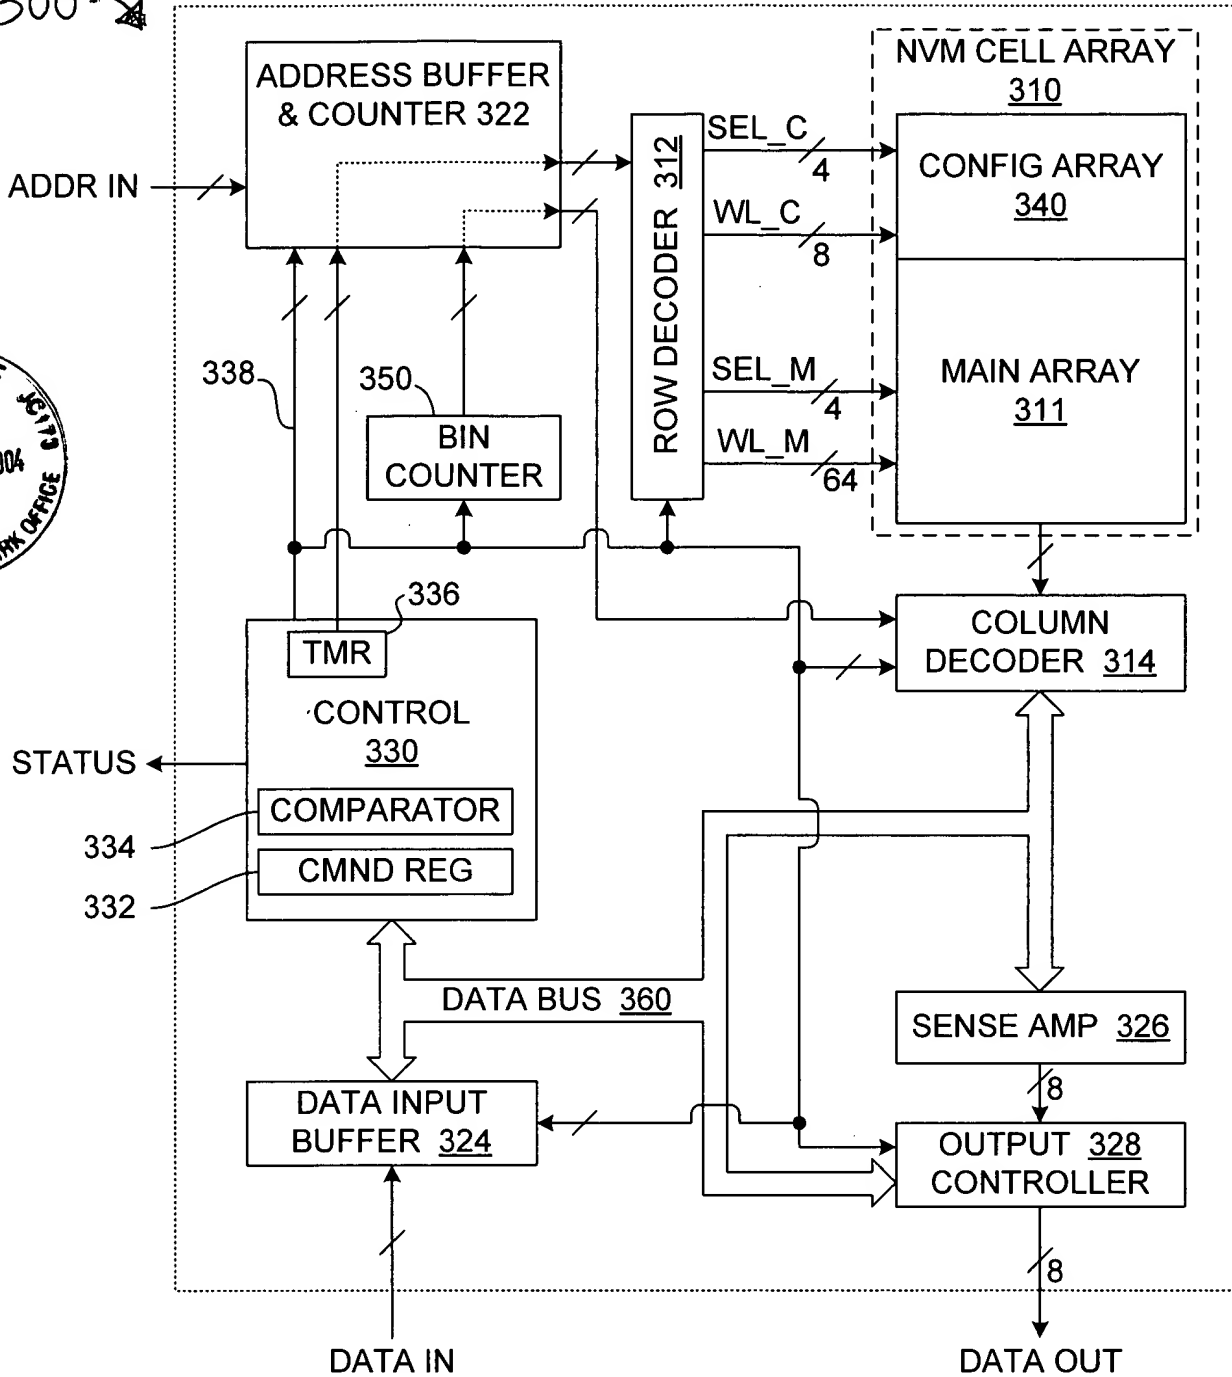 300
ADDRESS BUFFER
& COUNTER 322
ADDR IN
ROW DECODER 312
SEL_C
4
WL_C
8
SEL_M
4
WL_M
64
NVM CELL ARRAY
310
CONFIG ARRAY
340
MAIN ARRAY
311
338
350
BIN
COUNTER
336
TMR
CONTROL
330
STATUS
COMPARATOR
334
CMND REG
332
COLUMN
DECODER 314
DATA BUS 360
SENSE AMP 326
8
DATA INPUT
BUFFER 324
OUTPUT 328
CONTROLLER
8
DATA IN
DATA OUT
OFFICE